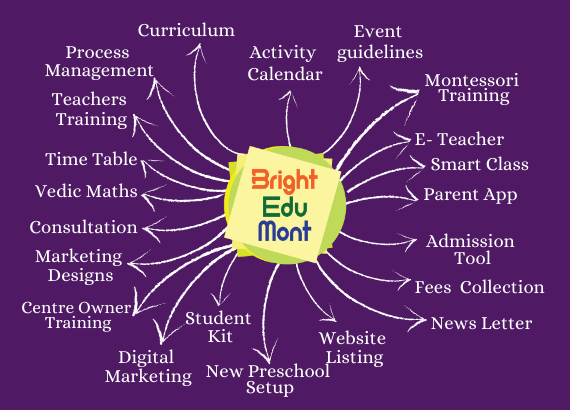 Curriculum
Process
Management
Teachers
Training
Time Table
Vedic Maths
Consultation
Marketing
Designs
Centre Owner
Training
Digital
Marketing
Student
Kit
New Preschool
Setup
Website
Listing
News Letter
Fees Collection
Admission
Tool
Parent App
Smart Class
E- Teacher
Montessori
Training
Event
guidelines
Activity
Calendar
Bright
Edu
Mont